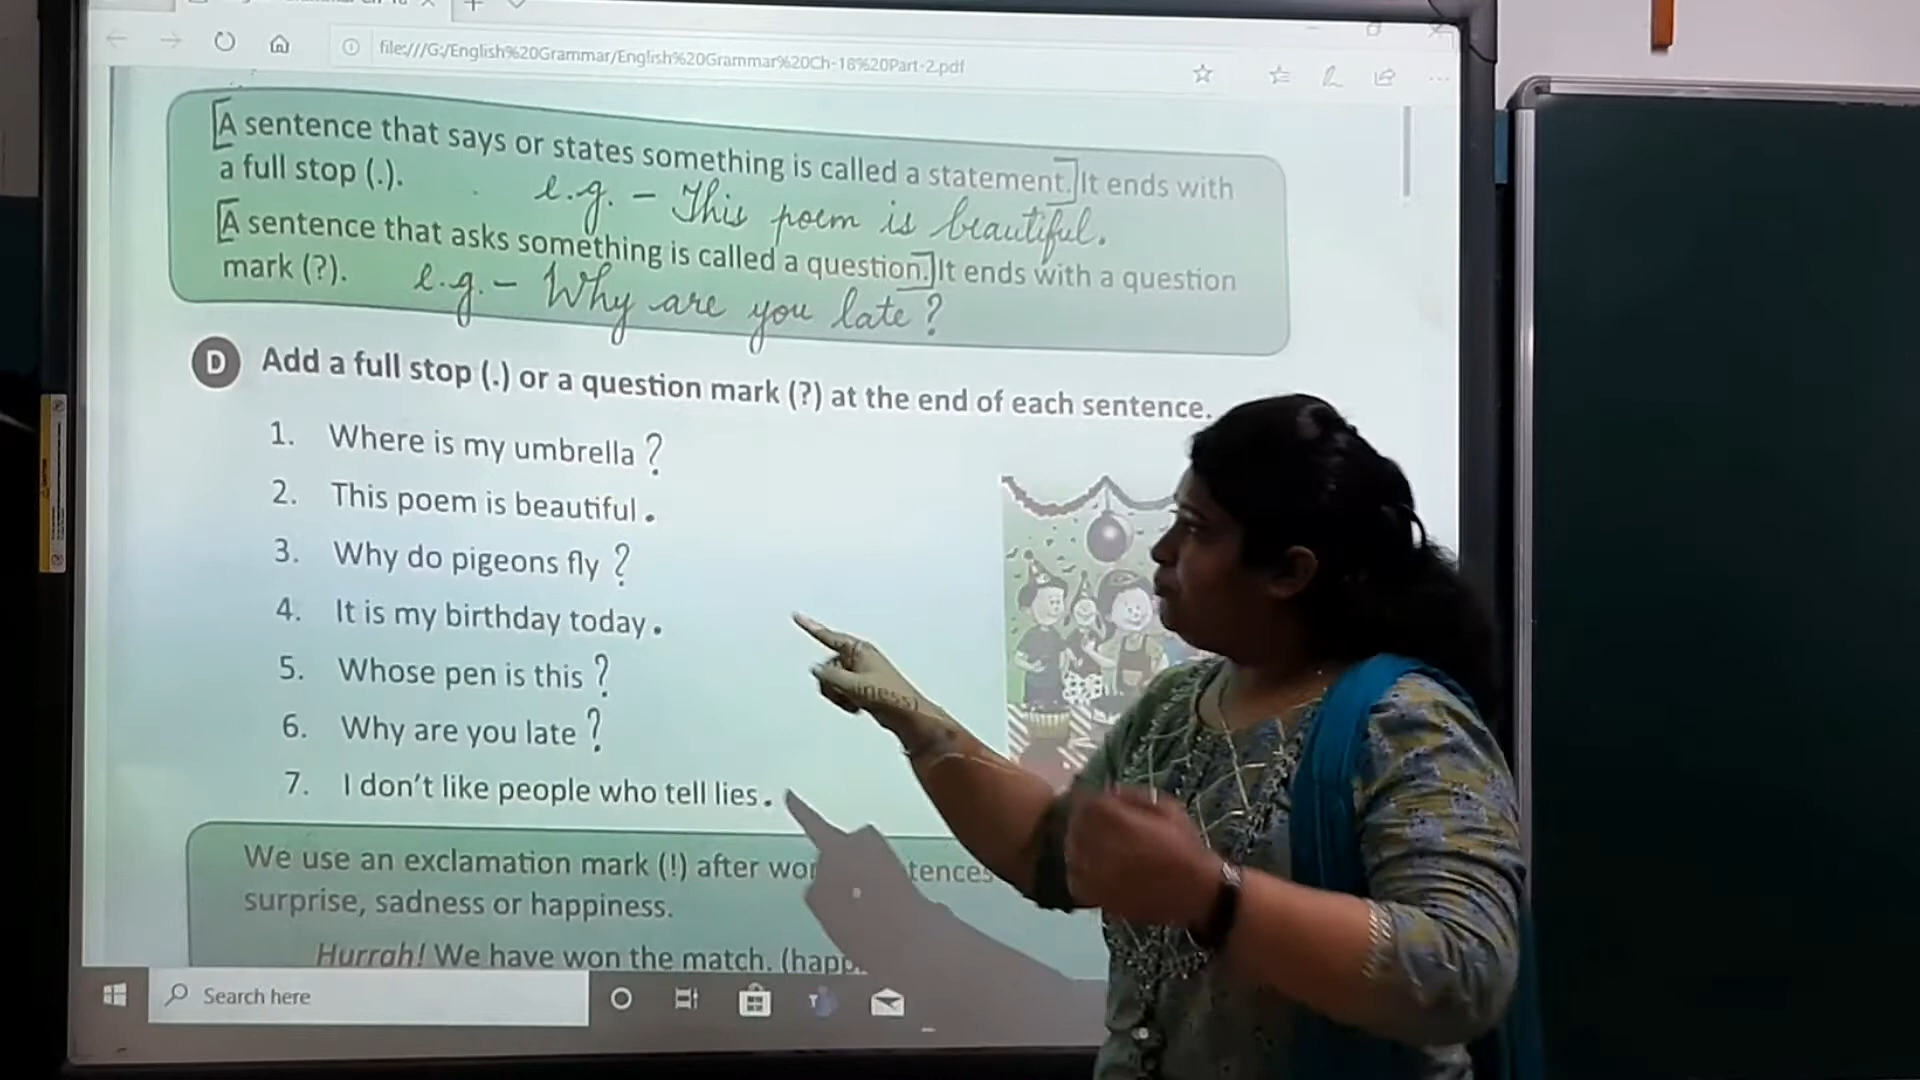 file:///G:/English%20Grammar/English%20Grammar%20Ch-18%20Part-2.pdf
A sentence that says or states something is called a statement. It ends with
a full stop (.).
e.g. - This poem is beautiful.
A sentence that asks something is called a question. It ends with a question
mark (?).
e.g. - Why are you late?
D Add a full stop (.) or a question mark (?) at the end of each sentence.
1. Where is my umbrella ?
2. This poem is beautiful .
3. Why do pigeons fly ?
4. It is my birthday today .
5. Whose pen is this ?
6. Why are you late ?
7. I don't like people who tell lies .
We use an exclamation mark (!) after
surprise, sadness or happiness.
Hurrah! We have won the match.
Search here